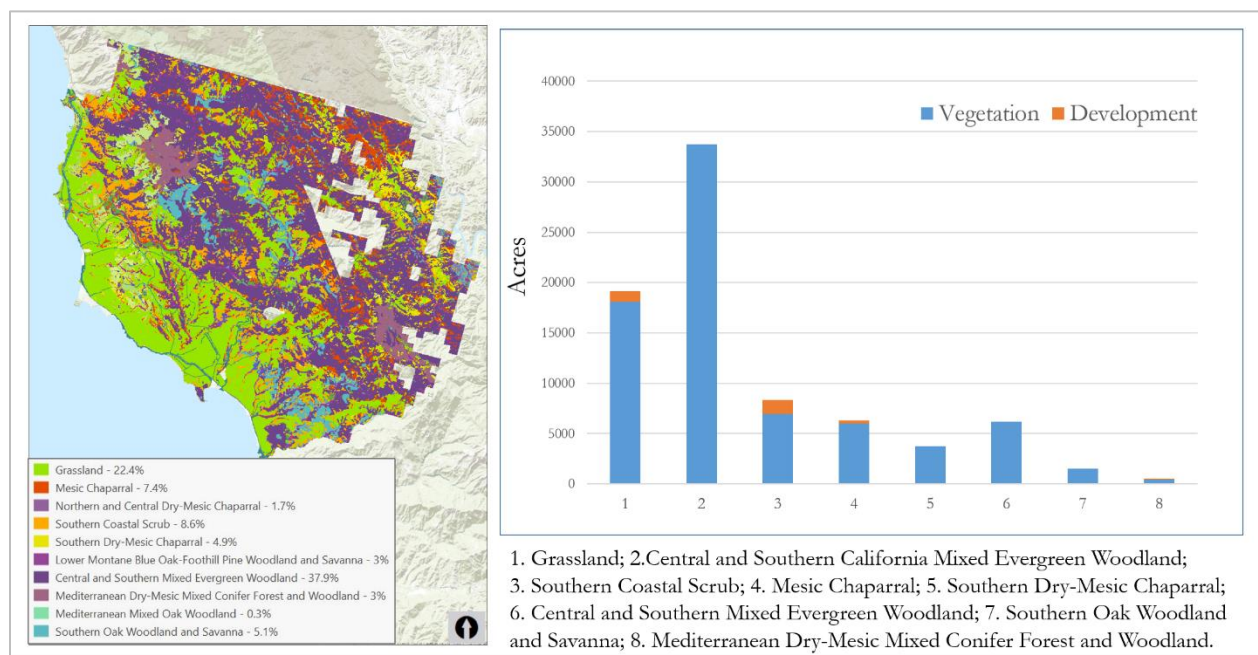 Grassland - 22.4%
Mesic Chaparral - 7.4%
Northern and Central Dry-Mesic Chaparral - 1.7%
Southern Coastal Scrub - 8.6%
Southern Dry-Mesic Chaparral - 4.9%
Lower Montane Blue Oak-Foothill Pine Woodland and Savanna - 3%
Central and Southern Mixed Evergreen Woodland - 37.9%
Mediterranean Dry-Mesic Mixed Conifer Forest and Woodland - 3%
Mediterranean Mixed Oak Woodland - 0.3%
Southern Oak Woodland and Savanna - 5.1%
Vegetation Development
Acres
40000
35000
30000
25000
20000
15000
10000
5000
0
1 2 3 4 5 6 7 8
1. Grassland; 2.Central and Southern California Mixed Evergreen Woodland;
3. Southern Coastal Scrub; 4. Mesic Chaparral; 5. Southern Dry-Mesic Chaparral;
6. Central and Southern Mixed Evergreen Woodland; 7. Southern Oak Woodland
and Savanna; 8. Mediterranean Dry-Mesic Mixed Conifer Forest and Woodland.